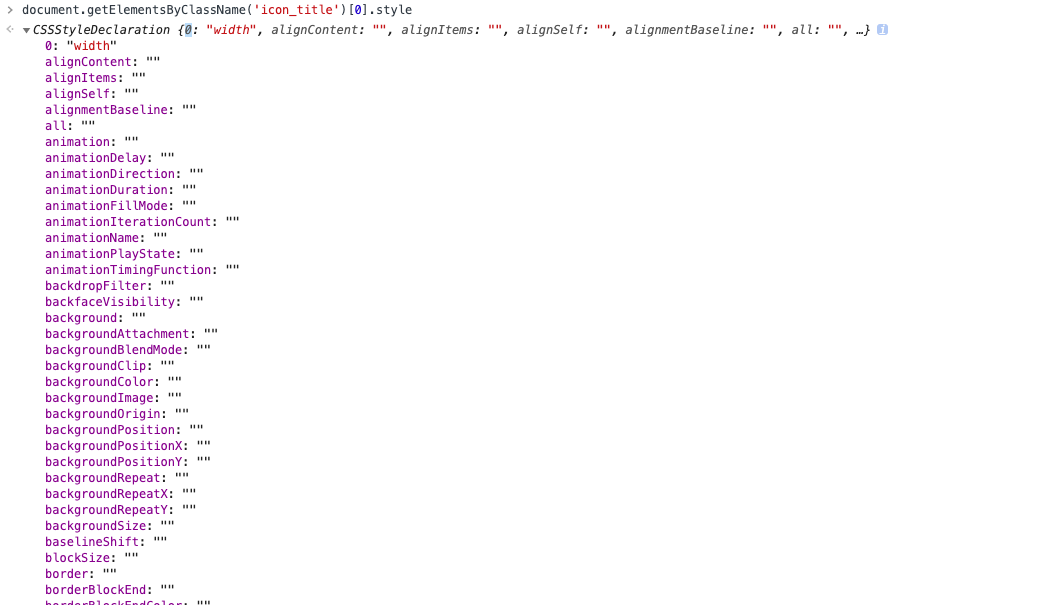 > document.getElementsByClassName('icon_title')[0].style
CSSStyleDeclaration {0: "width", alignContent: "", alignItems: "", alignSelf: "", alignmentBaseline: "", all: "", …} i
0: "width"
alignContent: ""
alignItems: ""
alignSelf: ""
alignmentBaseline: ""
all: ""
animation: ""
animationDelay: ""
animationDirection: ""
animationDuration: ""
animationFillMode: ""
animationIterationCount: ""
animationName: ""
animationPlayState: ""
animationTimingFunction: ""
backdropFilter: ""
backfaceVisibility: ""
background: ""
backgroundAttachment: ""
backgroundBlendMode: ""
backgroundClip: ""
backgroundColor: ""
backgroundImage: ""
backgroundOrigin: ""
backgroundPosition: ""
backgroundPositionX: ""
backgroundPositionY: ""
backgroundRepeat: ""
backgroundRepeatX: ""
backgroundRepeatY: ""
backgroundSize: ""
baselineShift: ""
blockSize: ""
border: ""
borderBlockEnd: ""
borderBlockEndColor: ""